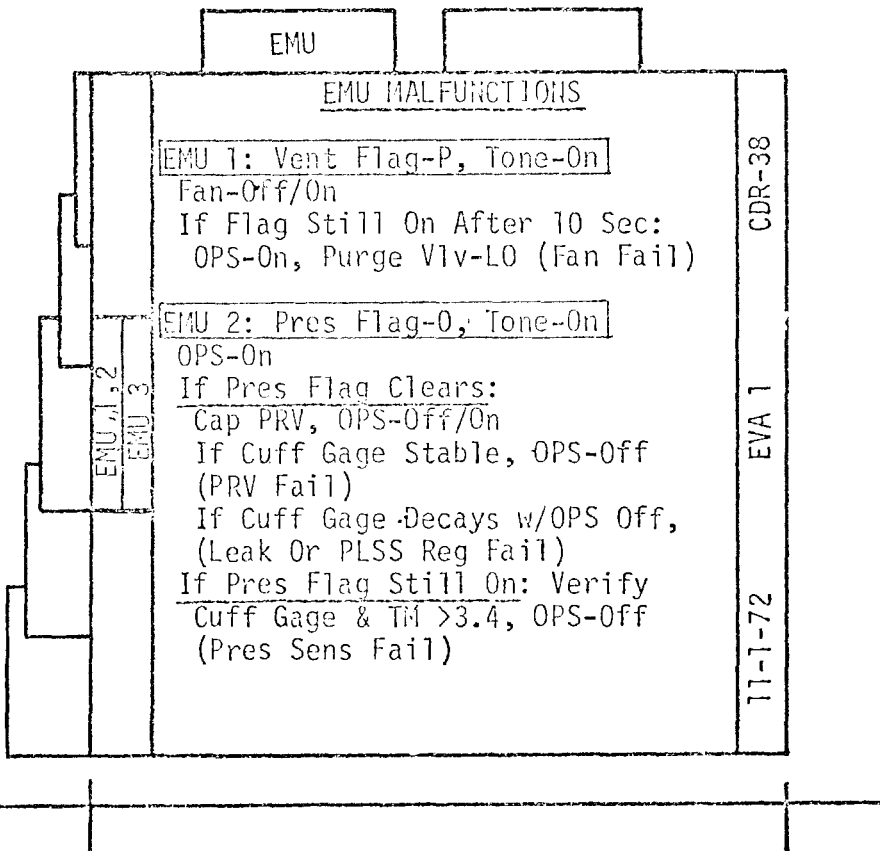 EMU
EMU MALFUNCTIONS
EMU 1: Vent Flag-P, Tone-On
Fan-Off/On
If Flag Still On After 10 Sec:
OPS-On, Purge Vlv-LO (Fan Fail)
EMU 2: Pres Flag-O, Tone-On
OPS-On
If Pres Flag Clears:
Cap PRV, OPS-Off/On
If Cuff Gage Stable, OPS-Off
(PRV Fail)
If Cuff Gage Decays w/OPS Off,
(Leak Or PLSS Reg Fail)
If Pres Flag Still On: Verify
Cuff Gage & TM >3.4, OPS-Off
(Pres Sens Fail)
EMU 1,2
EMU 3
CDR-38
EVA 1
11-1-72